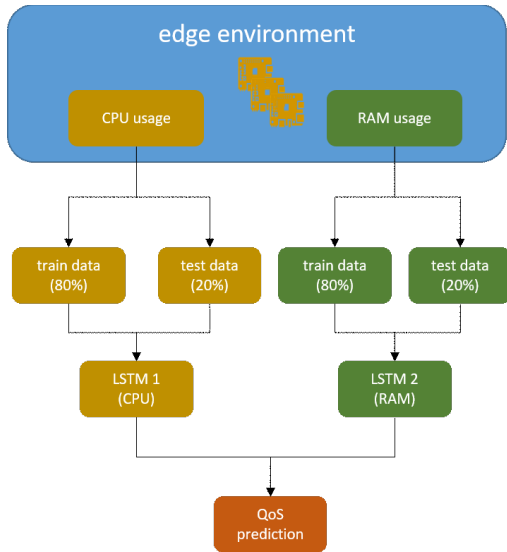 edge environment
CPU usage
RAM usage
train data
(80%)
test data
(20%)
train data
(80%)
test data
(20%)
LSTM 1
(CPU)
LSTM 2
(RAM)
QoS
prediction